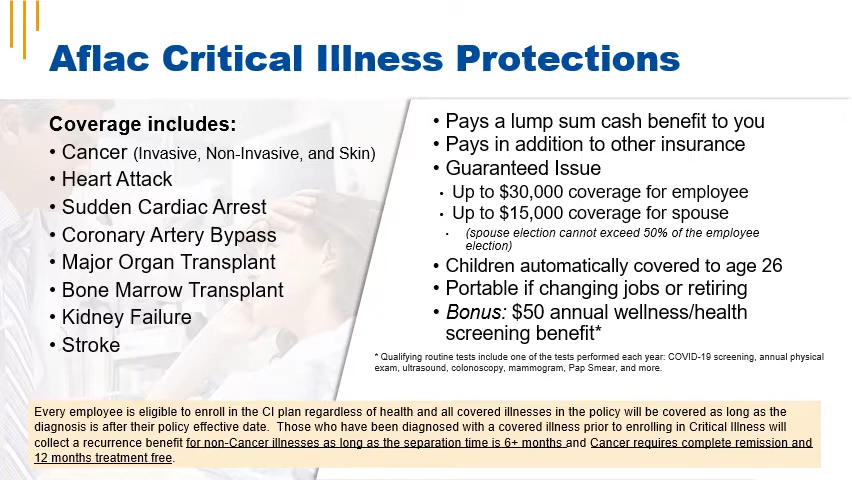 Aflac Critical Illness Protections
Coverage includes:
• Cancer (Invasive, Non-Invasive, and Skin)
• Heart Attack
• Sudden Cardiac Arrest
• Coronary Artery Bypass
• Major Organ Transplant
• Bone Marrow Transplant
• Kidney Failure
• Stroke
• Pays a lump sum cash benefit to you
• Pays in addition to other insurance
• Guaranteed Issue
• Up to $30,000 coverage for employee
• Up to $15,000 coverage for spouse
• (spouse election cannot exceed 50% of the employee
election)
• Children automatically covered to age 26
• Portable if changing jobs or retiring
• Bonus: $50 annual wellness/health
screening benefit*
* Qualifying routine tests include one of the tests performed each year: COVID-19 screening, annual physical
exam, ultrasound, colonoscopy, mammogram, Pap Smear, and more.
Every employee is eligible to enroll in the CI plan regardless of health and all covered illnesses in the policy will be covered as long as the
diagnosis is after their policy effective date. Those who have been diagnosed with a covered illness prior to enrolling in Critical Illness will
collect a recurrence benefit for non-Cancer illnesses as long as the separation time is 6+ months and Cancer requires complete remission and
12 months treatment free.